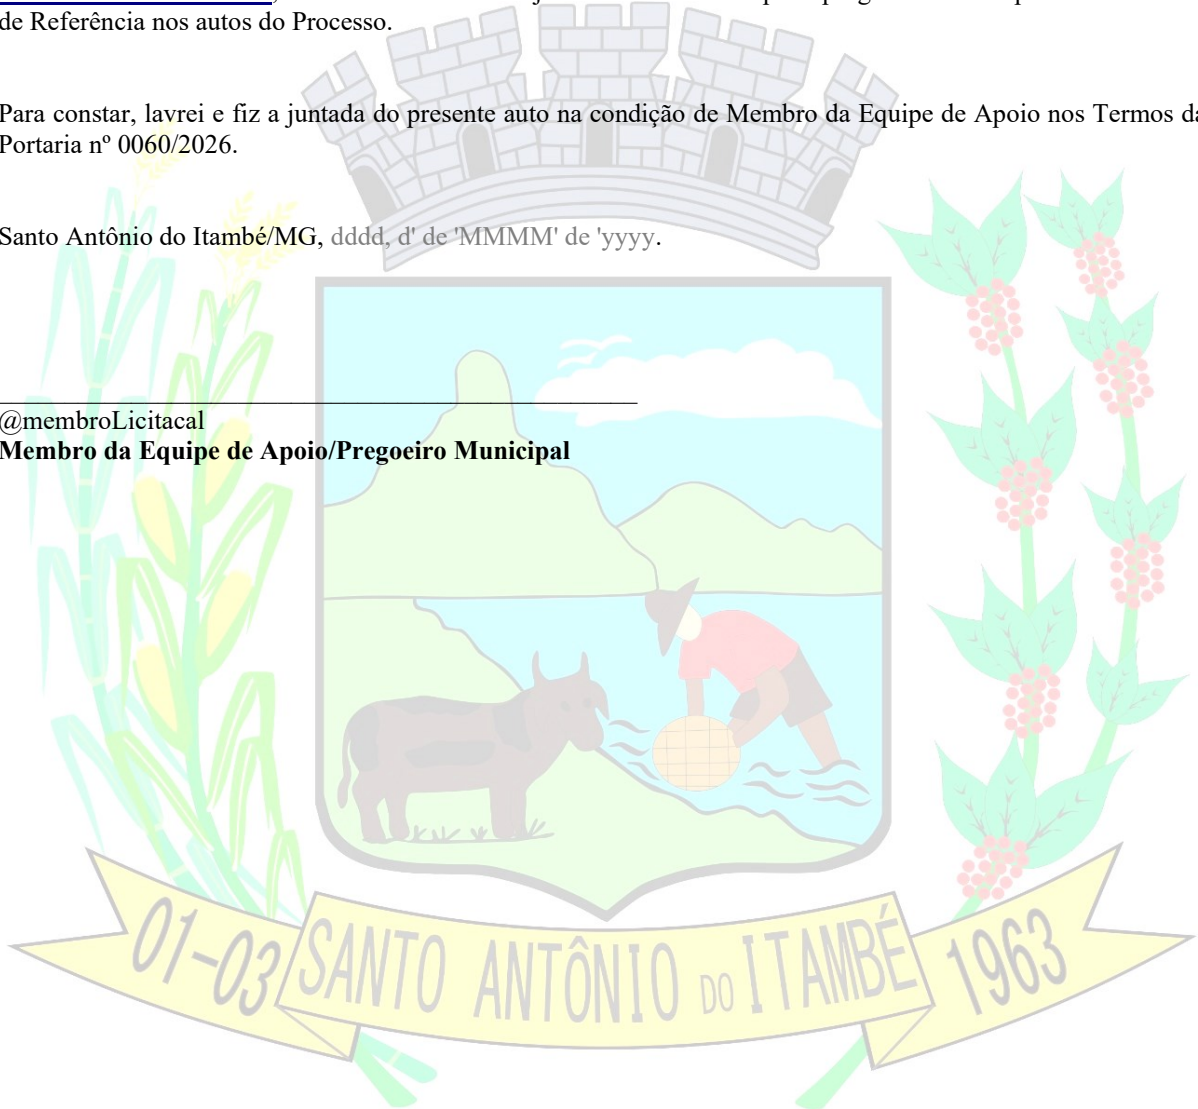 de Referência nos autos do Processo.
Para constar, lavrei e fiz a juntada do presente auto na condição de Membro da Equipe de Apoio nos Termos da
Portaria nº 0060/2026.
Santo Antônio do Itambé/MG, dddd, d' de 'MMMM' de 'yyyy.
@membroLicitacal
Membro da Equipe de Apoio/Pregoeiro Municipal
01-03 SANTO ANTÔNIO DO ITAMBÉ 1963